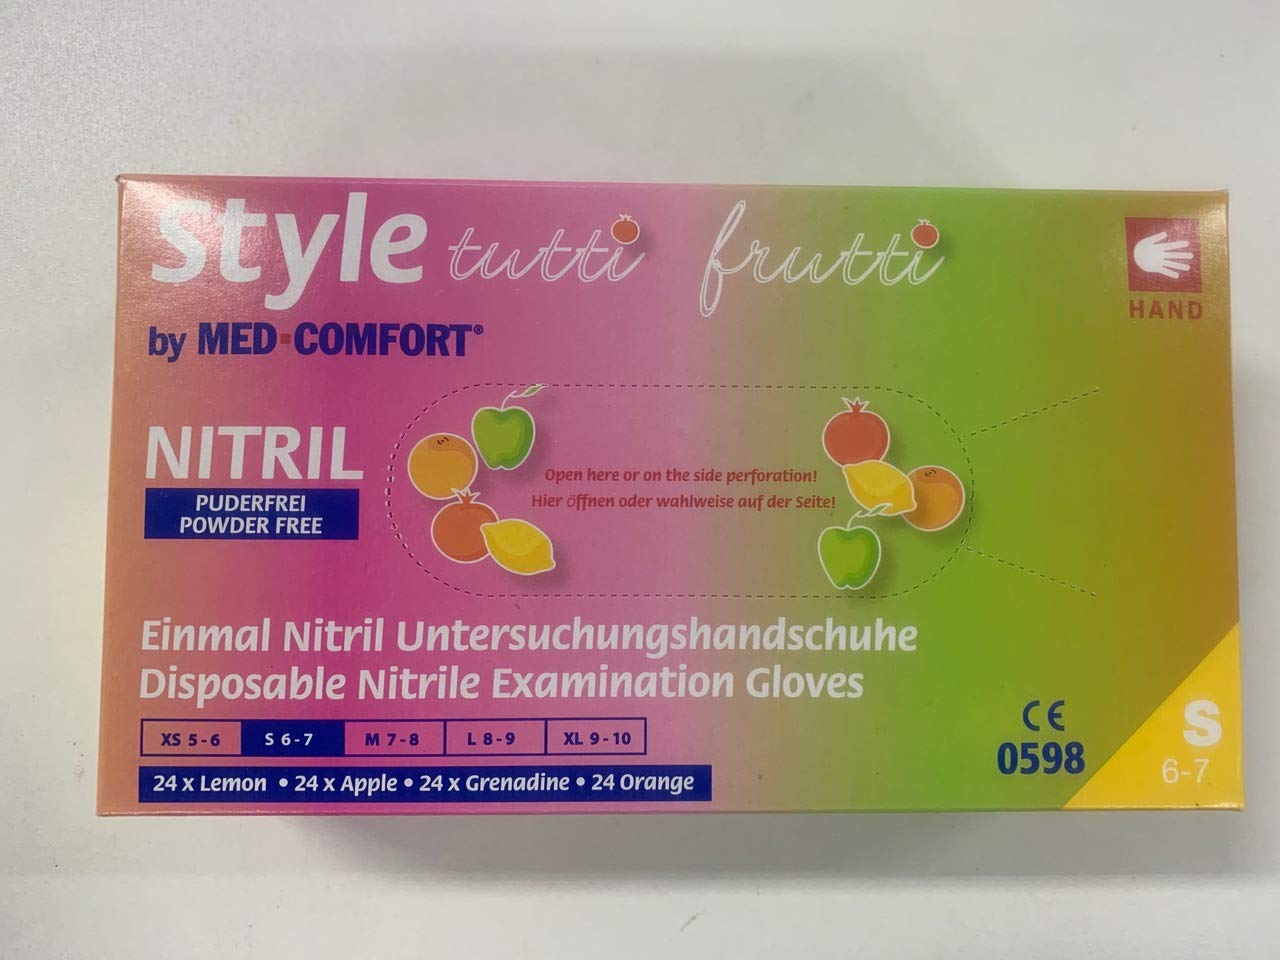 Style tutti frutti
by MED·COMFORT®
HAND
NITRIL
PUDERFREI
POWDER FREE
Open here or on the side perforation!
Hier öffnen oder wahlweise auf der Seite!
Einmal Nitril Untersuchungshandschuhe
Disposable Nitrile Examination Gloves
XS 5-6 S 6-7 M 7-8 L 8-9 XL 9-10
24 x Lemon • 24 x Apple • 24 x Grenadine • 24 Orange
CE
0598
S
6-7